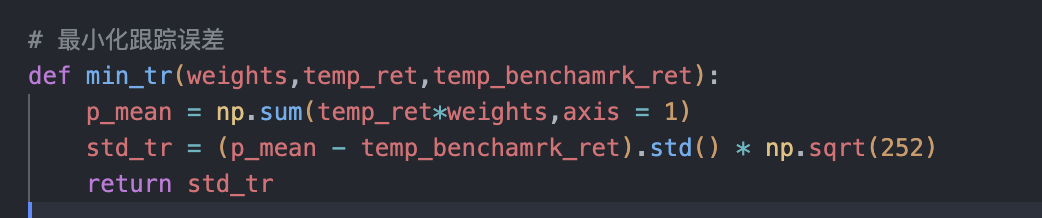 # 最小化跟踪误差
def min_tr(weights,temp_ret,temp_benchamrk_ret):
    p_mean = np.sum(temp_ret*weights,axis = 1)
    std_tr = (p_mean - temp_benchamrk_ret).std() * np.sqrt(252)
    return std_tr